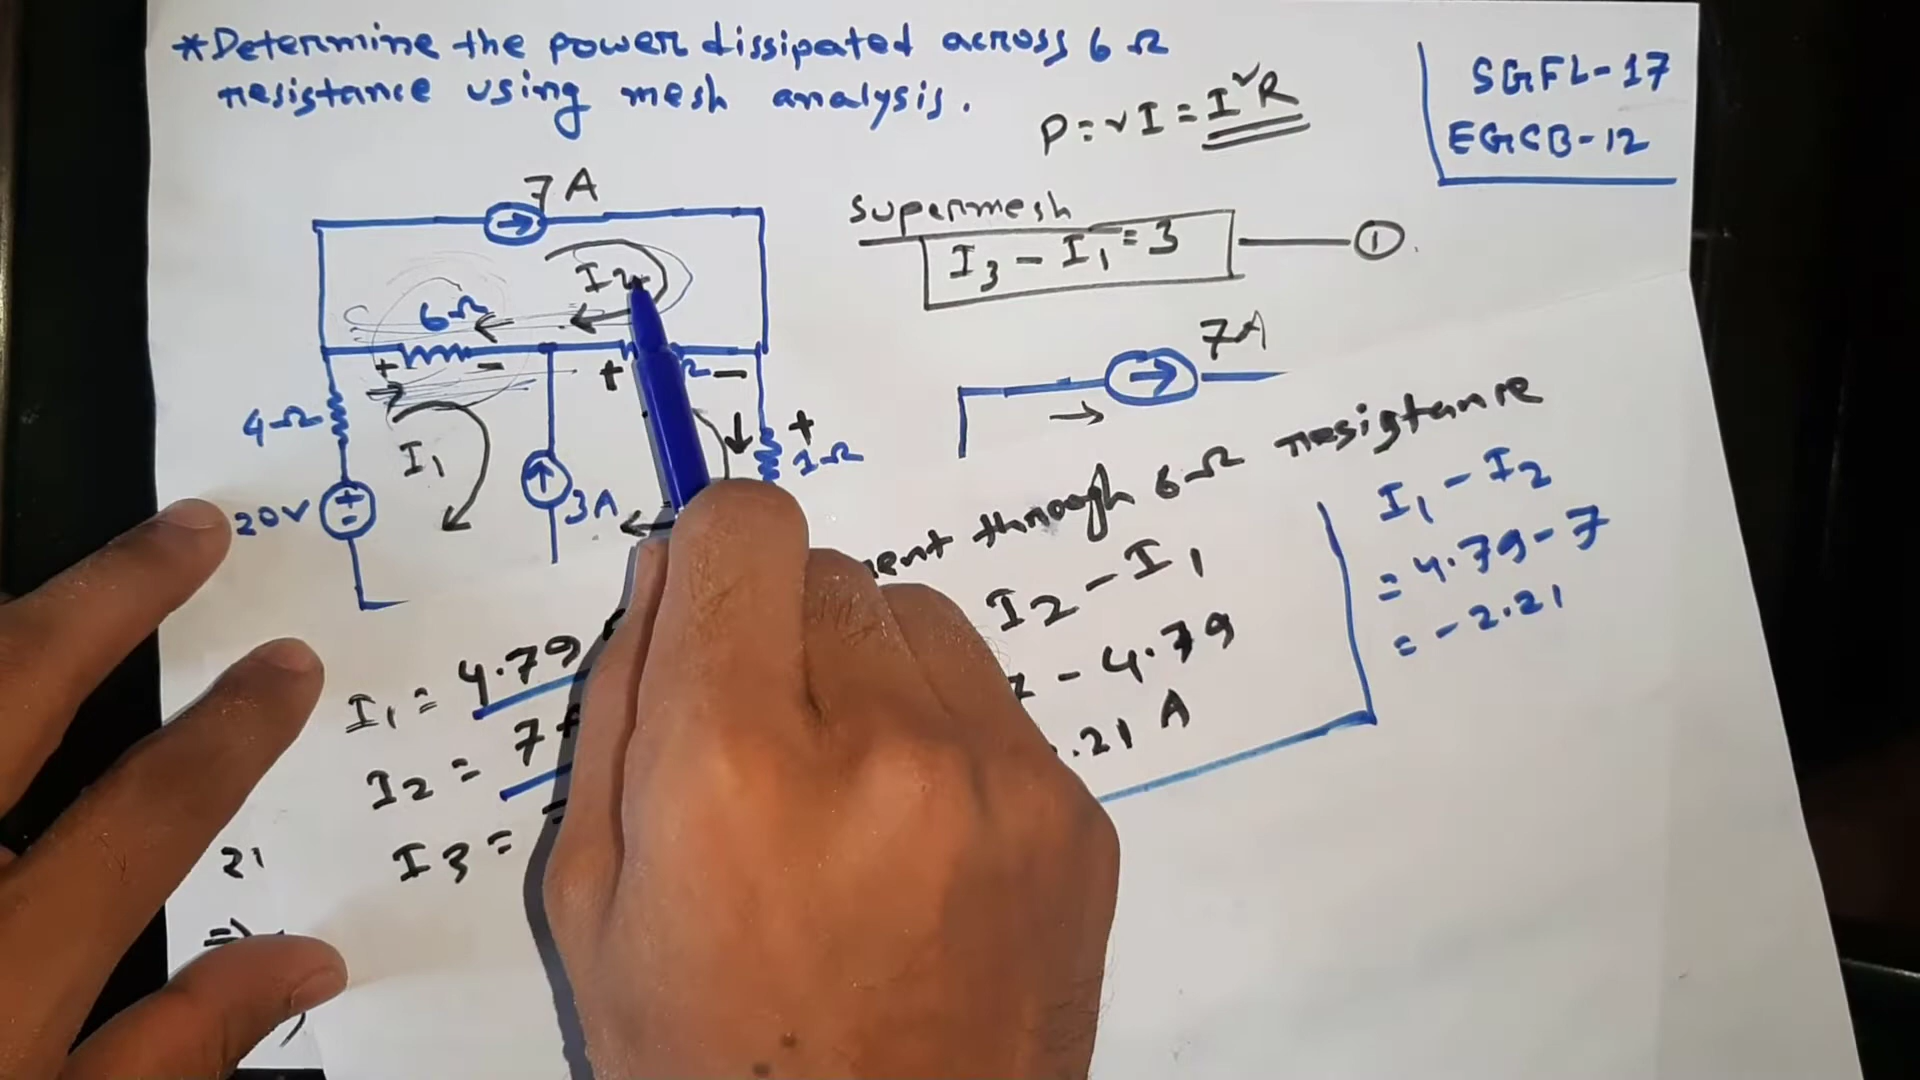 *Determine the power dissipated across 6Ω
resistance using mesh analysis.
P=VI=I²R
SGFL-17
EGCB-12
7A
supermesh
I₃ - I₁ = 3
①
I₂
6Ω
+ -
+ -
7A
4Ω
I₁
+
1Ω
20V
+
-
3A
through 6Ω resistance
I₂ - I₁
- 4.79
.21 A
I₁ - I₂
= 4.79-7
= -2.21
I₁ = 4.79
I₂ = 7
I₃ =
21
=>